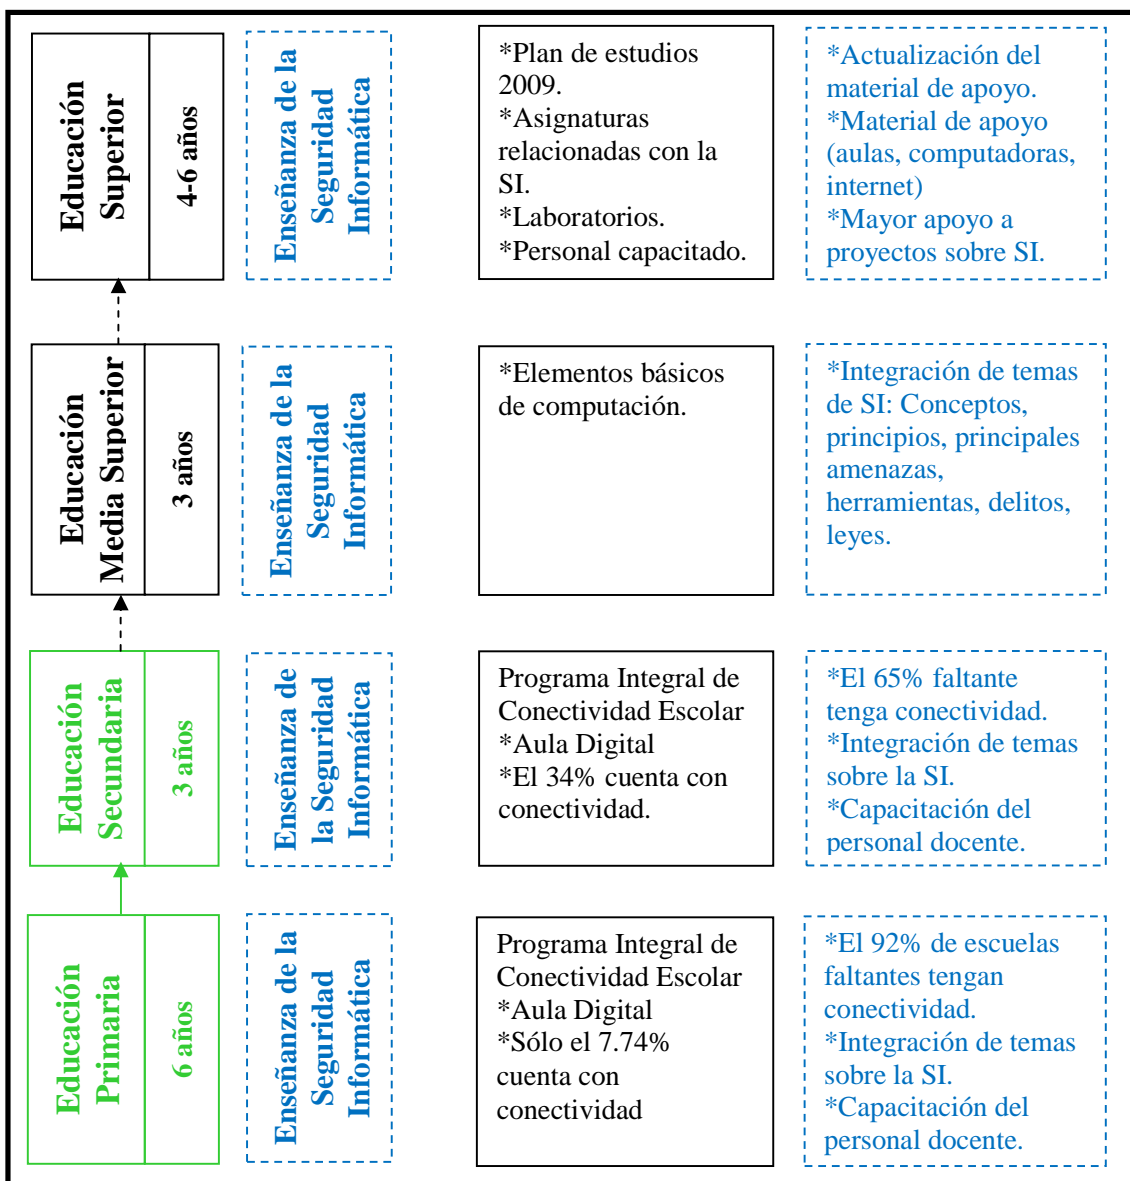 Educación
Superior
4-6 años
Enseñanza de la
Seguridad
Informática
*Plan de estudios
2009.
*Asignaturas
relacionadas con la
SI.
*Laboratorios.
*Personal capacitado.
*Actualización del
material de apoyo.
*Material de apoyo
(aulas, computadoras,
internet)
*Mayor apoyo a
proyectos sobre SI.
Educación
Media Superior
3 años
Enseñanza de la
Seguridad
Informática
*Elementos básicos
de computación.
*Integración de temas
de SI: Conceptos,
principios, principales
amenazas,
herramientas, delitos,
leyes.
Educación
Secundaria
3 años
Enseñanza de
la Seguridad
Informática
Programa Integral de
Conectividad Escolar
*Aula Digital
*El 34% cuenta con
conectividad.
*El 65% faltante
tenga conectividad.
*Integración de temas
sobre la SI.
*Capacitación del
personal docente.
Educación
Primaria
6 años
Enseñanza de la
Seguridad
Informática
Programa Integral de
Conectividad Escolar
*Aula Digital
*Sólo el 7.74%
cuenta con
conectividad
*El 92% de escuelas
faltantes tengan
conectividad.
*Integración de temas
sobre la SI.
*Capacitación del
personal docente.